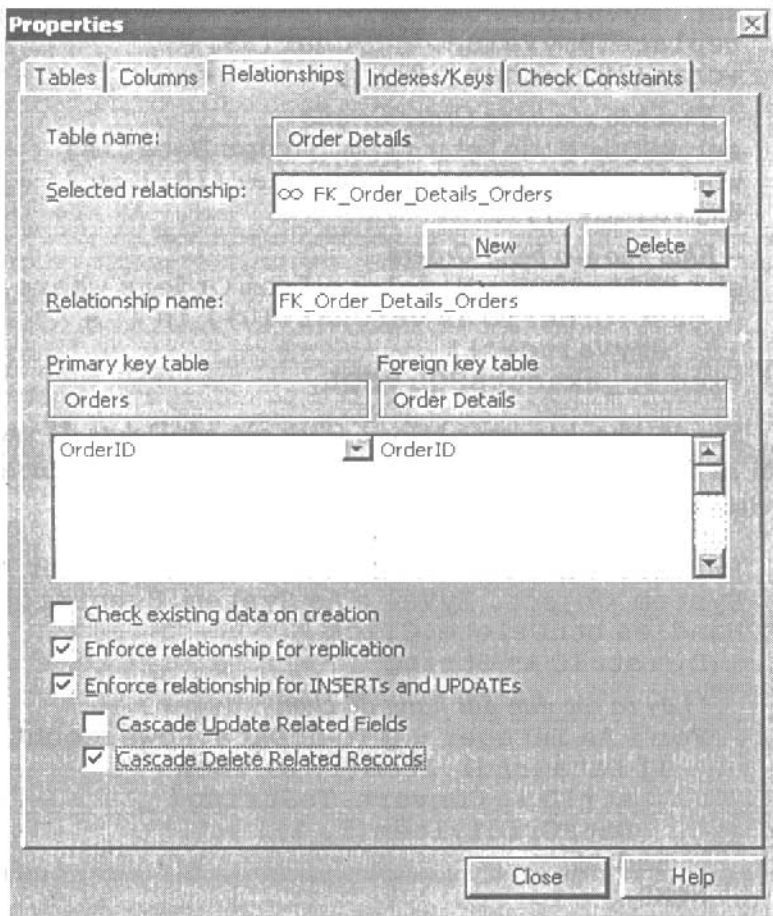 Properties
Tables Columns Relationships Indexes/Keys Check Constraints
Table name: Order Details
Selected relationship: ∞ FK_Order_Details_Orders
New Delete
Relationship name: FK_Order_Details_Orders
Primary key table Foreign key table
Orders Order Details
OrderID OrderID
Check existing data on creation
Enforce relationship for replication
Enforce relationship for INSERTs and UPDATEs
Cascade Update Related Fields
Cascade Delete Related Records
Close Help